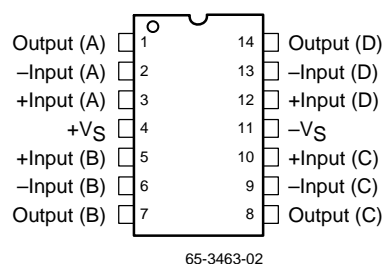 Output (A) 1 14 Output (D)
–Input (A) 2 13 –Input (D)
+Input (A) 3 12 +Input (D)
+VS 4 11 –VS
+Input (B) 5 10 +Input (C)
–Input (B) 6 9 –Input (C)
Output (B) 7 8 Output (C)
65-3463-02